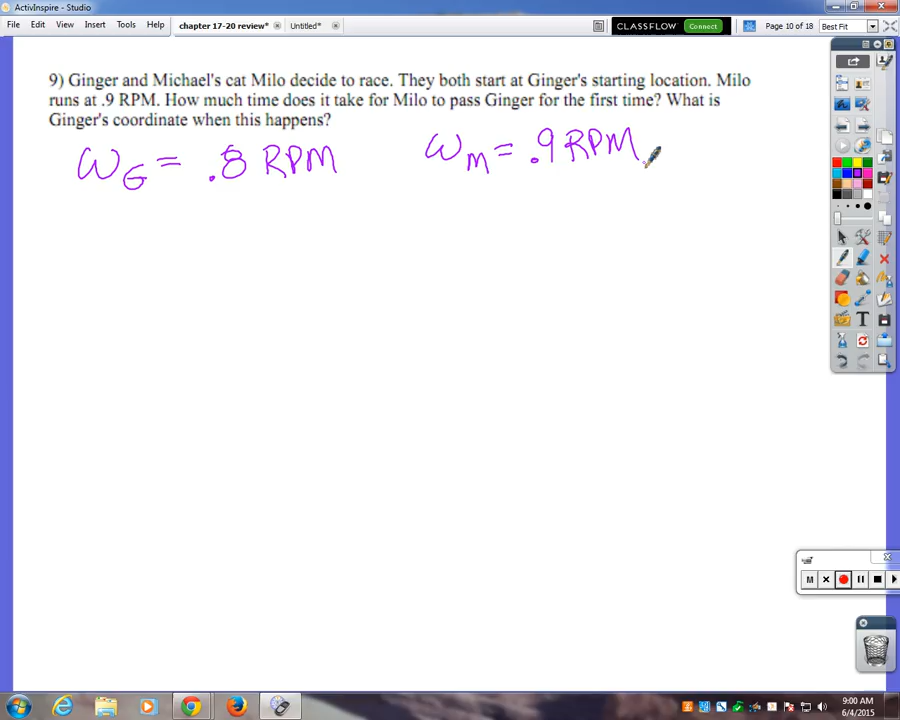 ActivInspire - Studio
File Edit View Insert Tools Help chapter 17-20 review* Untitled* CLASSFLOW Connect Page 10 of 18 Best Fit
9) Ginger and Michael's cat Milo decide to race. They both start at Ginger's starting location. Milo
runs at .9 RPM. How much time does it take for Milo to pass Ginger for the first time? What is
Ginger's coordinate when this happens?
ω_G = .8 RPM ω_M = .9 RPM
M
9:00 AM
6/4/2015